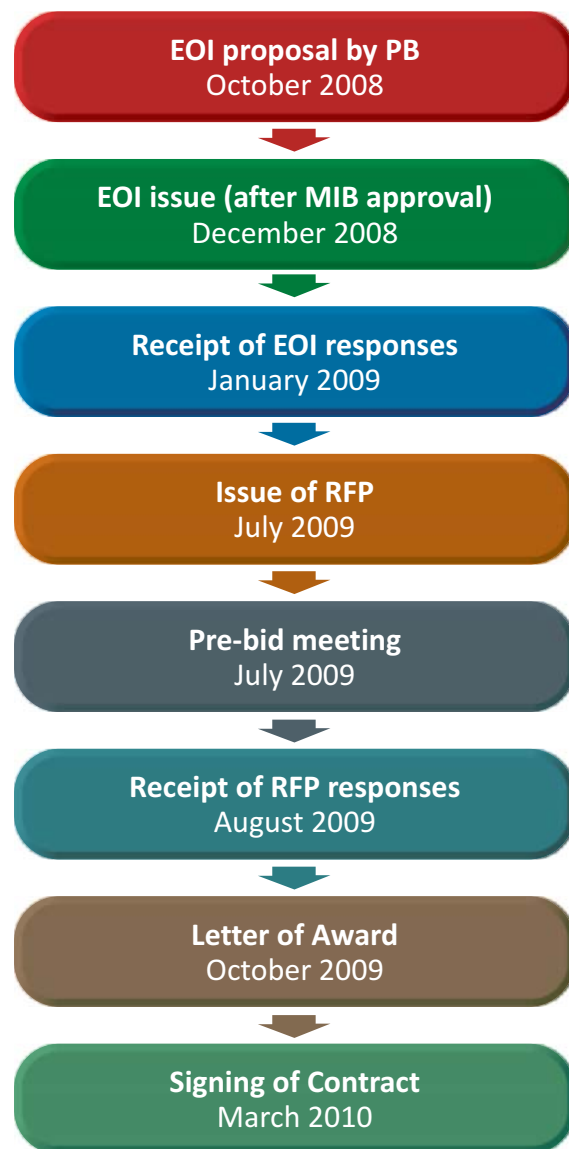 EOI proposal by PB
October 2008
EOI issue (after MIB approval)
December 2008
Receipt of EOI responses
January 2009
Issue of RFP
July 2009
Pre-bid meeting
July 2009
Receipt of RFP responses
August 2009
Letter of Award
October 2009
Signing of Contract
March 2010